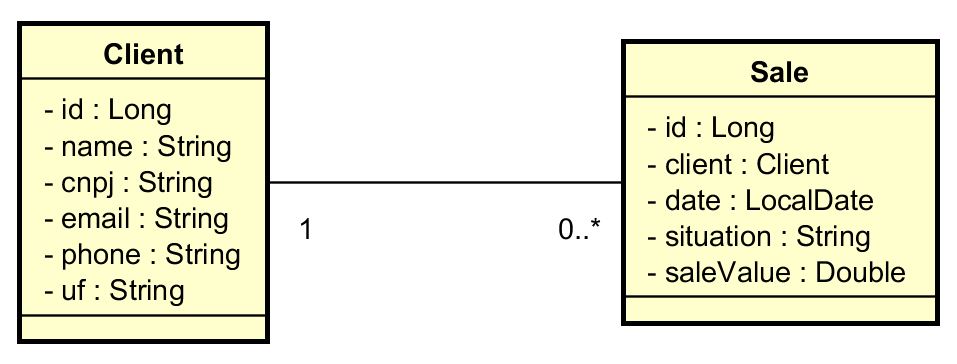 Client
- id : Long
- name : String
- cnpj : String
- email : String
- phone : String
- uf : String
1
0..*
Sale
- id : Long
- client : Client
- date : LocalDate
- situation : String
- saleValue : Double